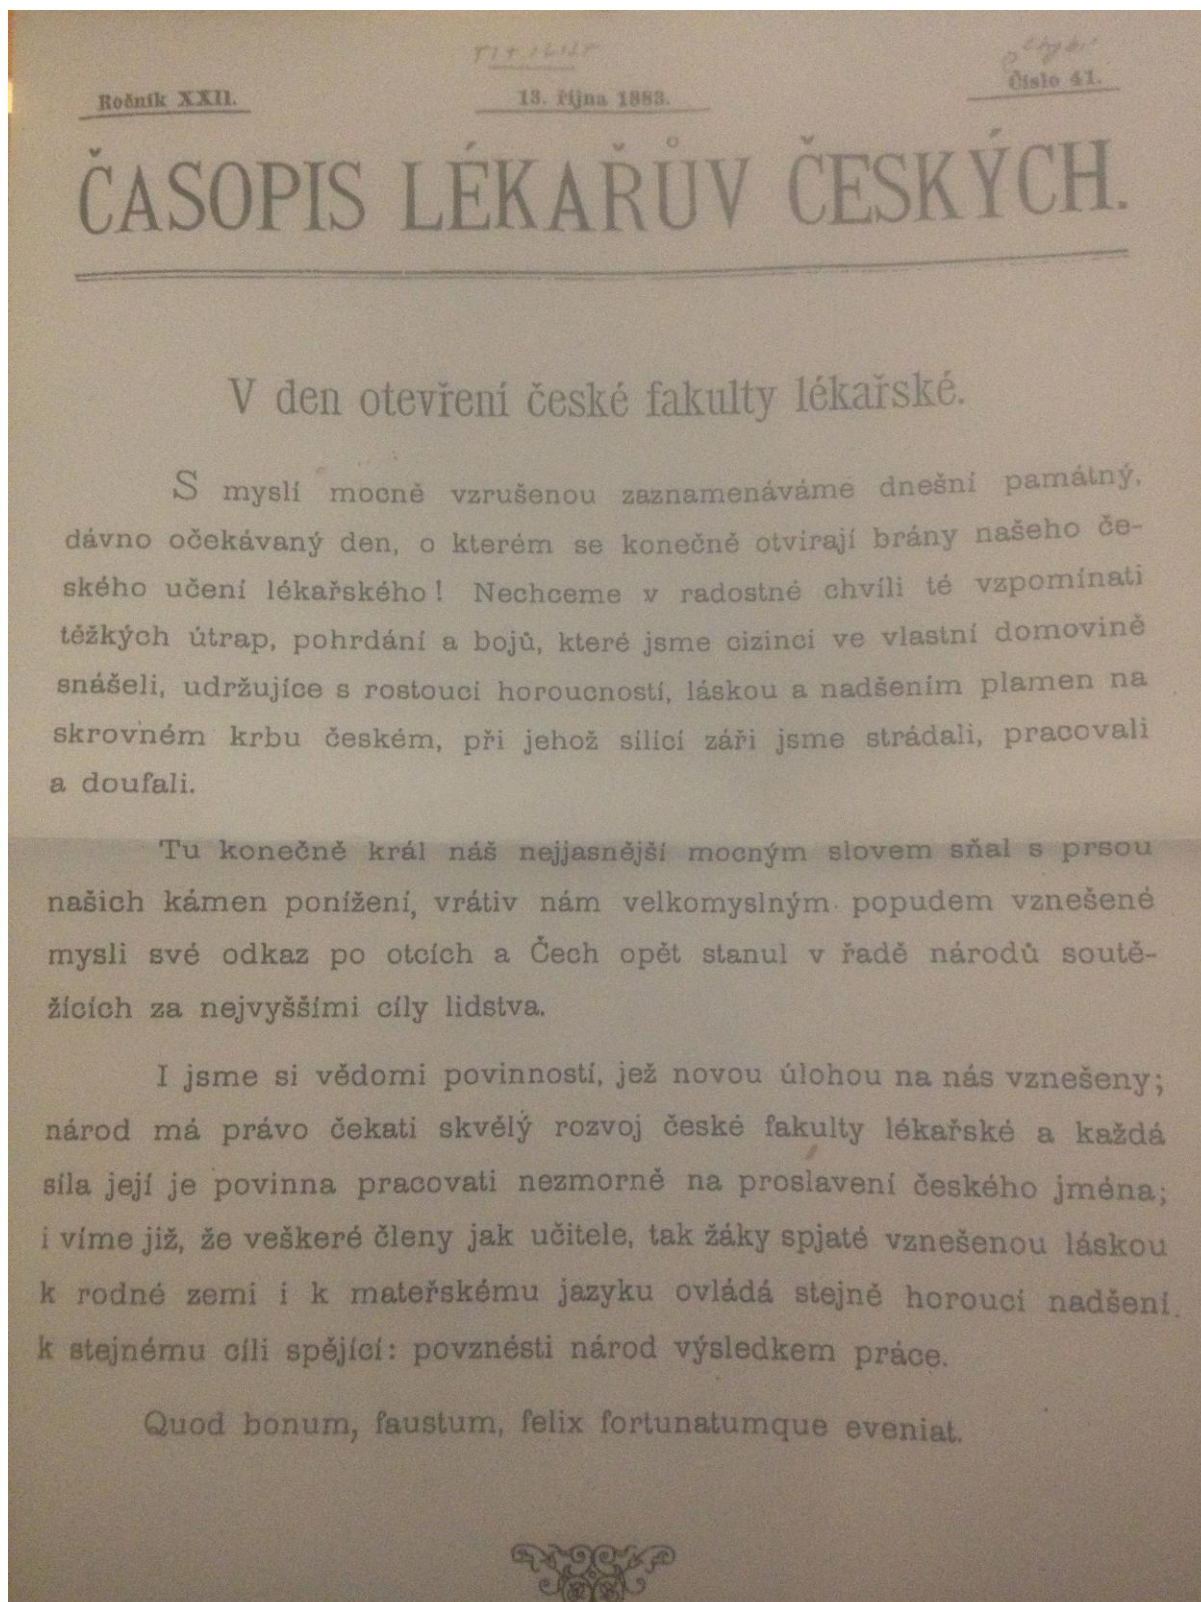 Ročník XXII.
13. října 1883.
Číslo 41.
ČASOPIS LÉKAŘŮV ČESKÝCH.
V den otevření české fakulty lékařské.
S myslí mocně vzrušenou zaznamenáváme dnešní památný,
dávno očekávaný den, o kterém se konečně otvirají brány našeho če-
ského učení lékařského! Nechceme v radostné chvíli té vzpomínati
těžkých útrap, pohrdání a bojů, které jsme cizinci ve vlastní domovině
snášeli, udržujíce s rostoucí horoucností, láskou a nadšením plamen na
skrovném krbu českém, při jehož sílící záři jsme strádali, pracovali
a doufali.
Tu konečně král náš nejjasnější mocným slovem sňal s prsou
našich kámen ponížení, vrátiv nám velkomyslným popudem vznešené
mysli své odkaz po otcích a Čech opět stanul v řadě národů soutě-
žících za nejvyššími cíly lidstva.
I jsme si vědomi povinností, jež novou úlohou na nás vznešeny;
národ má právo čekati skvělý rozvoj české fakulty lékařské a každá
síla její je povinna pracovati nezmorně na proslavení českého jména;
i víme již, že veškeré členy jak učitele, tak žáky spjaté vznešenou láskou
k rodné zemi i k mateřskému jazyku ovládá stejně horoucí nadšení
k stejnému cíli spějící: povznésti národ výsledkem práce.
Quod bonum, faustum, felix fortunatumque eveniat.